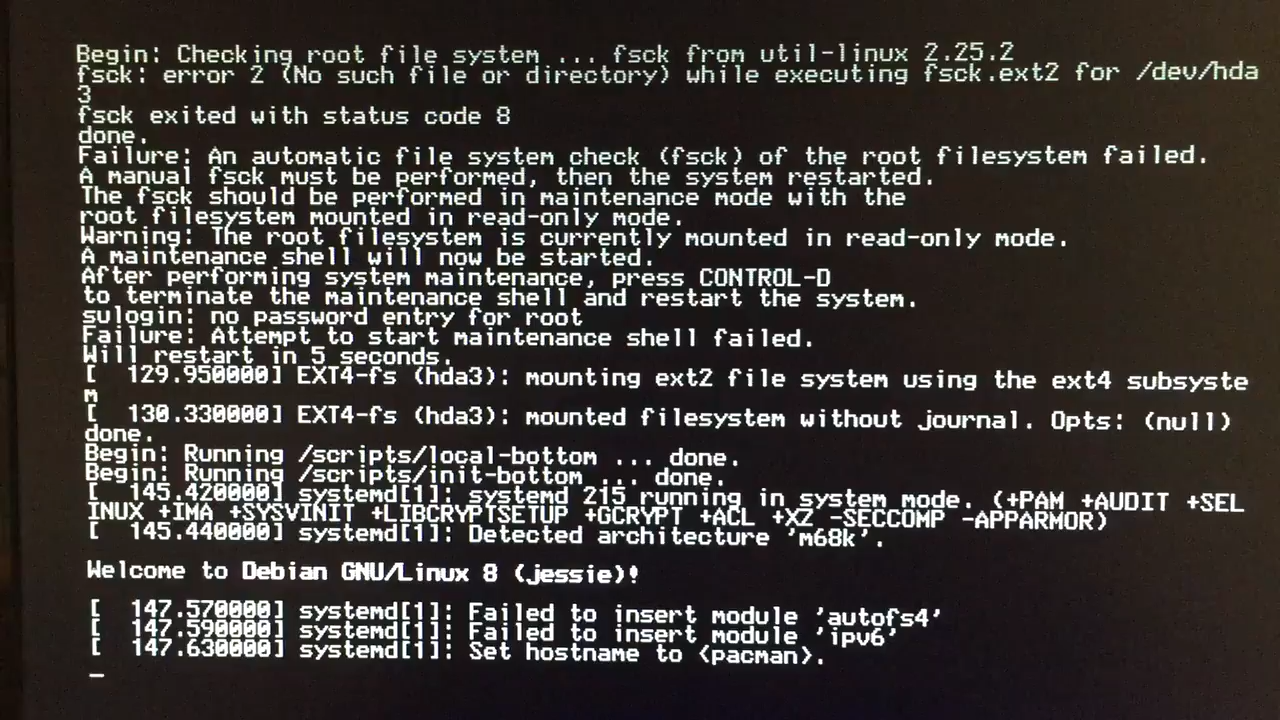 Begin: Checking root file system ... fsck from util-linux 2.25.2
fsck: error 2 (No such file or directory) while executing fsck.ext2 for /dev/hda
3
fsck exited with status code 8
done.
Failure: An automatic file system check (fsck) of the root filesystem failed.
A manual fsck must be performed, then the system restarted.
The fsck should be performed in maintenance mode with the
root filesystem mounted in read-only mode.
Warning: The root filesystem is currently mounted in read-only mode.
A maintenance shell will now be started.
After performing system maintenance, press CONTROL-D
to terminate the maintenance shell and restart the system.
sulogin: no password entry for root
Failure: Attempt to start maintenance shell failed.
Will restart in 5 seconds.
[  129.950000] EXT4-fs (hda3): mounting ext2 file system using the ext4 subsyste
m
[  130.330000] EXT4-fs (hda3): mounted filesystem without journal. Opts: (null)
done.
Begin: Running /scripts/local-bottom ... done.
Begin: Running /scripts/init-bottom ... done.
[  145.420000] systemd[1]: systemd 215 running in system mode. (+PAM +AUDIT +SEL
INUX +IMA +SYSVINIT +LIBCRYPTSETUP +GCRYPT +ACL +XZ -SECCOMP -APPARMOR)
[  145.440000] systemd[1]: Detected architecture 'm68k'.
Welcome to Debian GNU/Linux 8 (jessie)!
[  147.570000] systemd[1]: Failed to insert module 'autofs4'
[  147.590000] systemd[1]: Failed to insert module 'ipv6'
[  147.630000] systemd[1]: Set hostname to <pacman>.